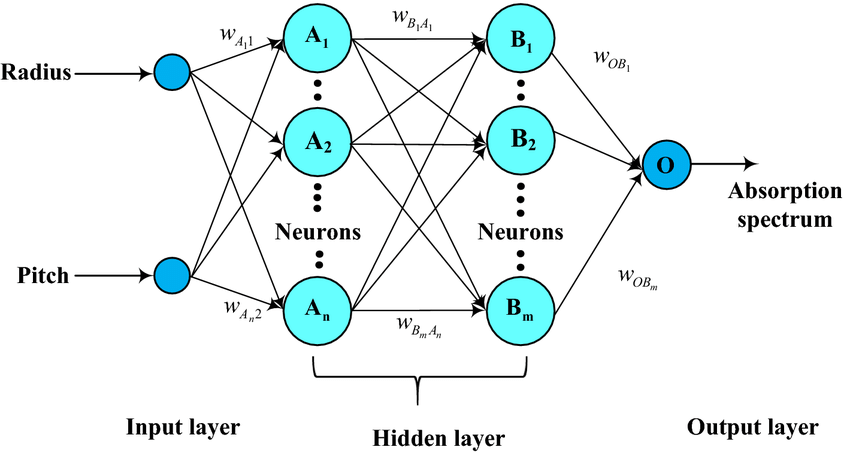 w_{A_1 1}
w_{B_1 A_1}
A_1
B_1
w_{OB_1}
Radius
A_2
B_2
O
Absorption
spectrum
Neurons
Neurons
Pitch
w_{A_n 2}
A_n
w_{B_m A_n}
B_m
w_{OB_m}
Input layer
Hidden layer
Output layer